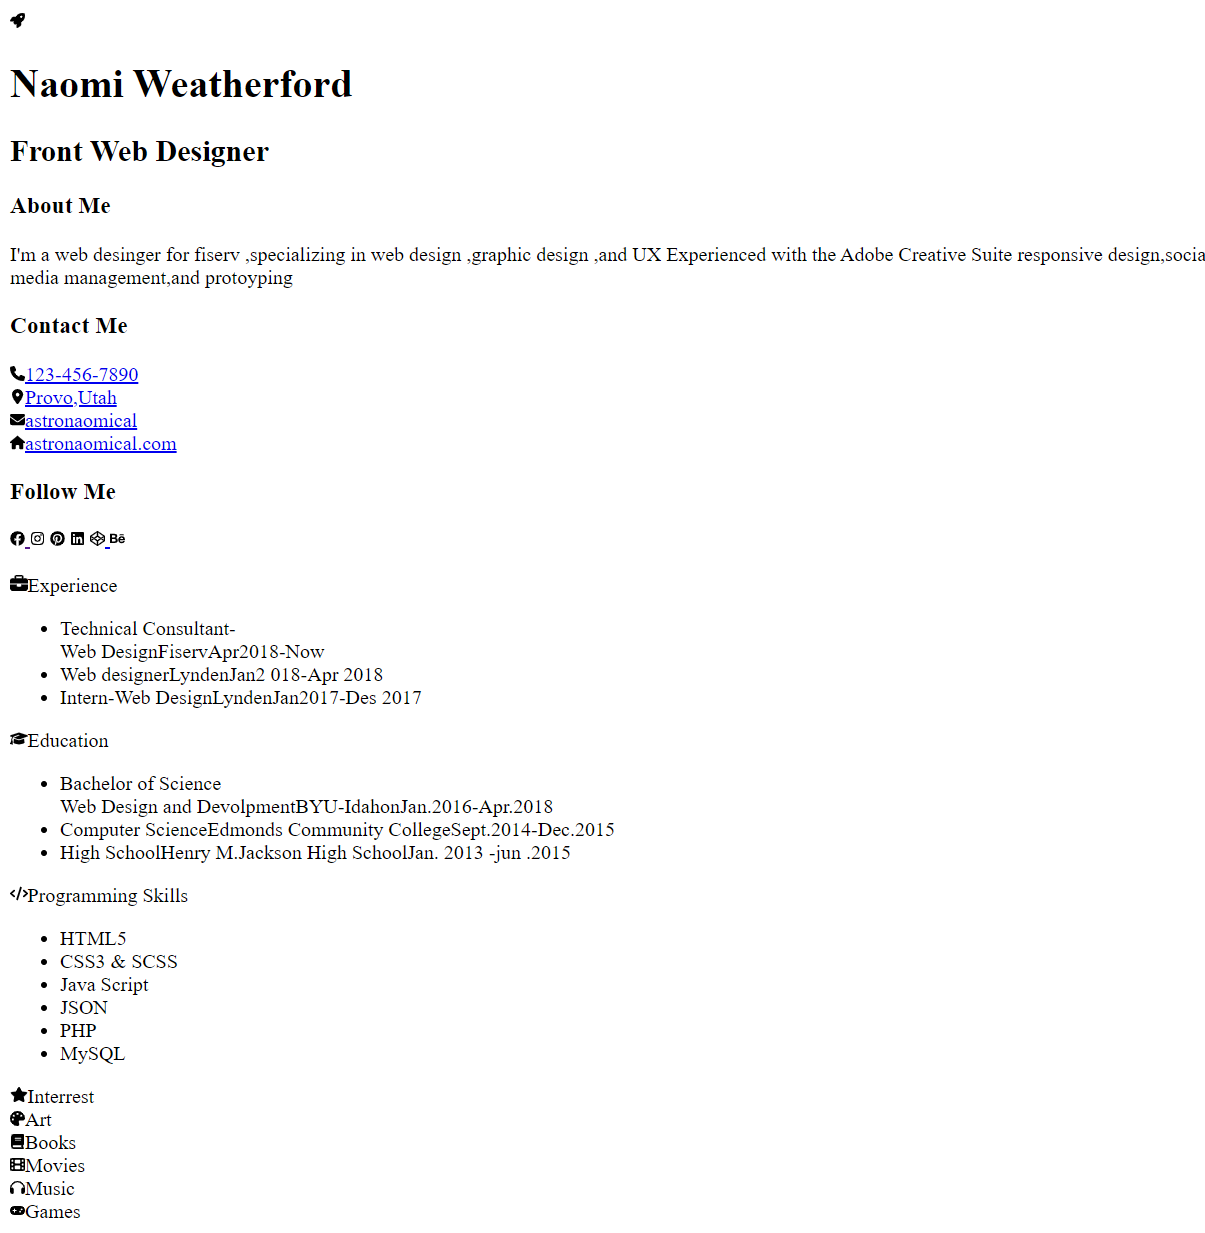 Naomi Weatherford
Front Web Designer
About Me
I'm a web desinger for fiserv ,specializing in web design ,graphic design ,and UX Experienced with the Adobe Creative Suite responsive design,socia
media management,and protoyping
Contact Me
123-456-7890
Provo,Utah
astronaomical
astronaomical.com
Follow Me
Bē
Experience
Technical Consultant-
Web DesignFiservApr2018-Now
Web designerLyndenJan2 018-Apr 2018
Intern-Web DesignLyndenJan2017-Des 2017
Education
Bachelor of Science
Web Design and DevolpmentBYU-IdahonJan.2016-Apr.2018
Computer ScienceEdmonds Community CollegeSept.2014-Dec.2015
High SchoolHenry M.Jackson High SchoolJan. 2013 -jun .2015
Programming Skills
HTML5
CSS3 & SCSS
Java Script
JSON
PHP
MySQL
Interrest
Art
Books
Movies
Music
Games